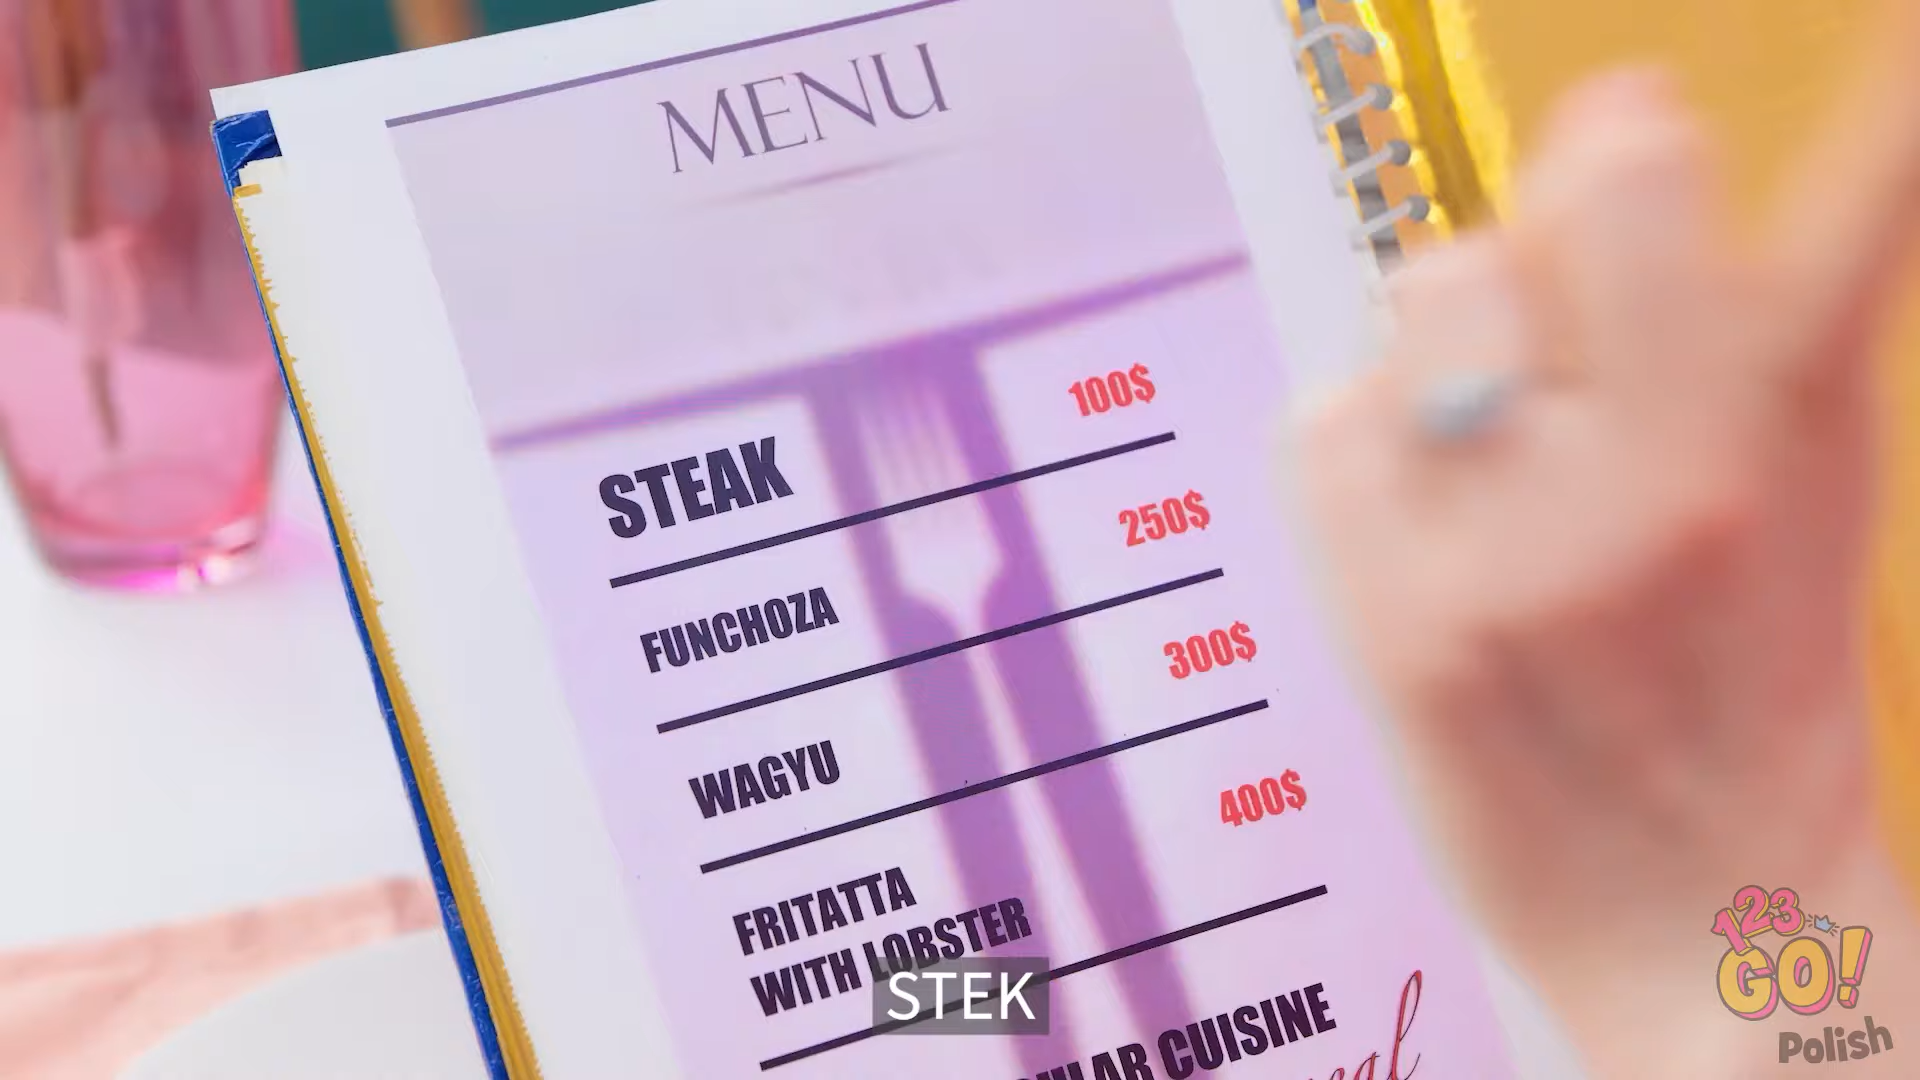 MENU
100$
STEAK
250$
FUNCHOZA
300$
WAGYU
400$
FRITATTA
WITH LOBSTER
STEK
CUISINE
123
GO!
Polish